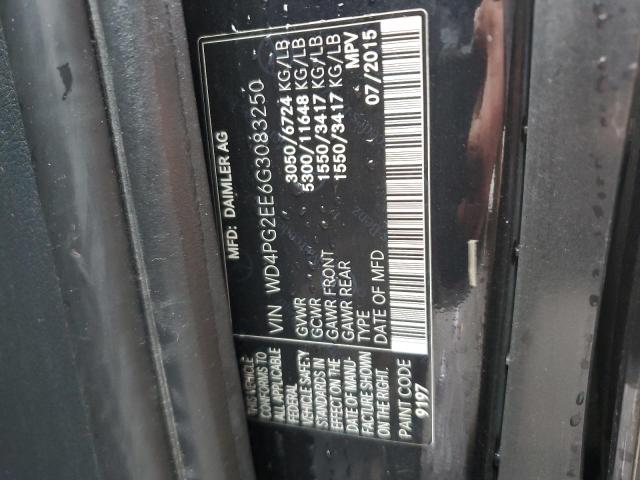 MFD: DAIMLER AG
VIN WD4PG2EE6G3083250
GVWR 3050/6724 KG/LB
GCWR 5300/11648 KG/LB
GAWR FRONT 1550/3417 KG/LB
GAWR REAR 1550/3417 KG/LB
TYPE MPV
DATE OF MFD 07/2015
THIS VEHICLE
CONFORMS TO
ALL APPLICABLE
FEDERAL
VEHICLE SAFETY
STANDARDS IN
EFFECT ON THE
DATE OF MANU-
FACTURE SHOWN
ON THE RIGHT.
PAINT CODE
9197